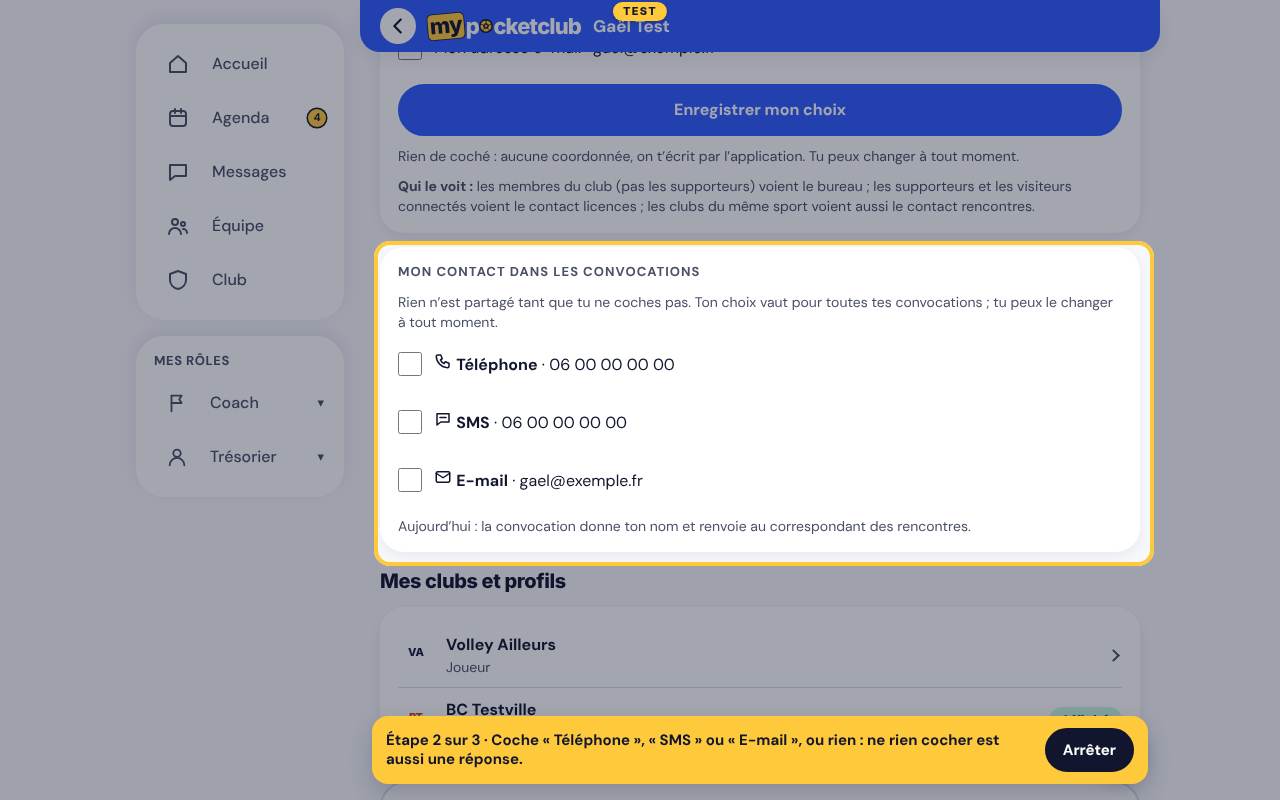 TEST
mypocketclub Gaël Test
Accueil
Agenda 4
Messages
Équipe
Club
MES RÔLES
Coach
Trésorier
Enregistrer mon choix
Rien de coché : aucune coordonnée, on t’écrit par l’application. Tu peux changer à tout moment.
Qui le voit : les membres du club (pas les supporteurs) voient le bureau ; les supporteurs et les visiteurs
connectés voient le contact licences ; les clubs du même sport voient aussi le contact rencontres.
MON CONTACT DANS LES CONVOCATIONS
Rien n’est partagé tant que tu ne coches pas. Ton choix vaut pour toutes tes convocations ; tu peux le changer
à tout moment.
Téléphone · 06 00 00 00 00
SMS · 06 00 00 00 00
E-mail · gael@exemple.fr
Aujourd’hui : la convocation donne ton nom et renvoie au correspondant des rencontres.
Mes clubs et profils
VA
Volley Ailleurs
Joueur
BC Testville
Étape 2 sur 3 · Coche « Téléphone », « SMS » ou « E-mail », ou rien : ne rien cocher est
aussi une réponse.
Arrêter